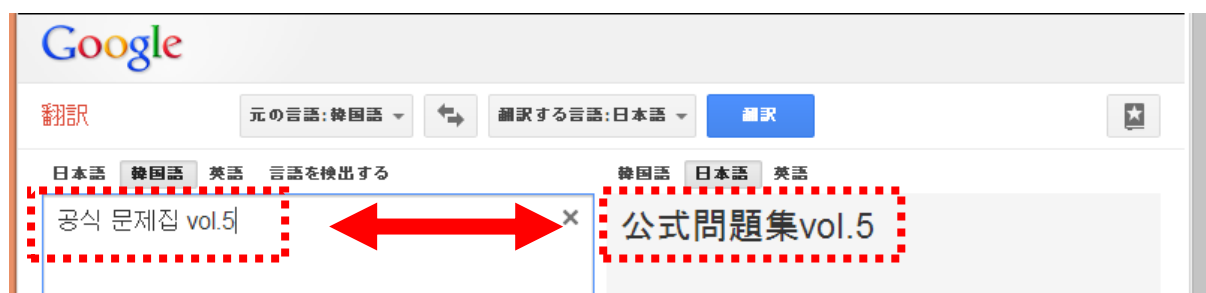 Google
翻訳 元の言語:韓国語 翻訳する言語:日本語 翻訳
日本語 韓国語 英語 言語を検出する 韓国語 日本語 英語
공식 문제집 vol.5 × 公式問題集vol.5